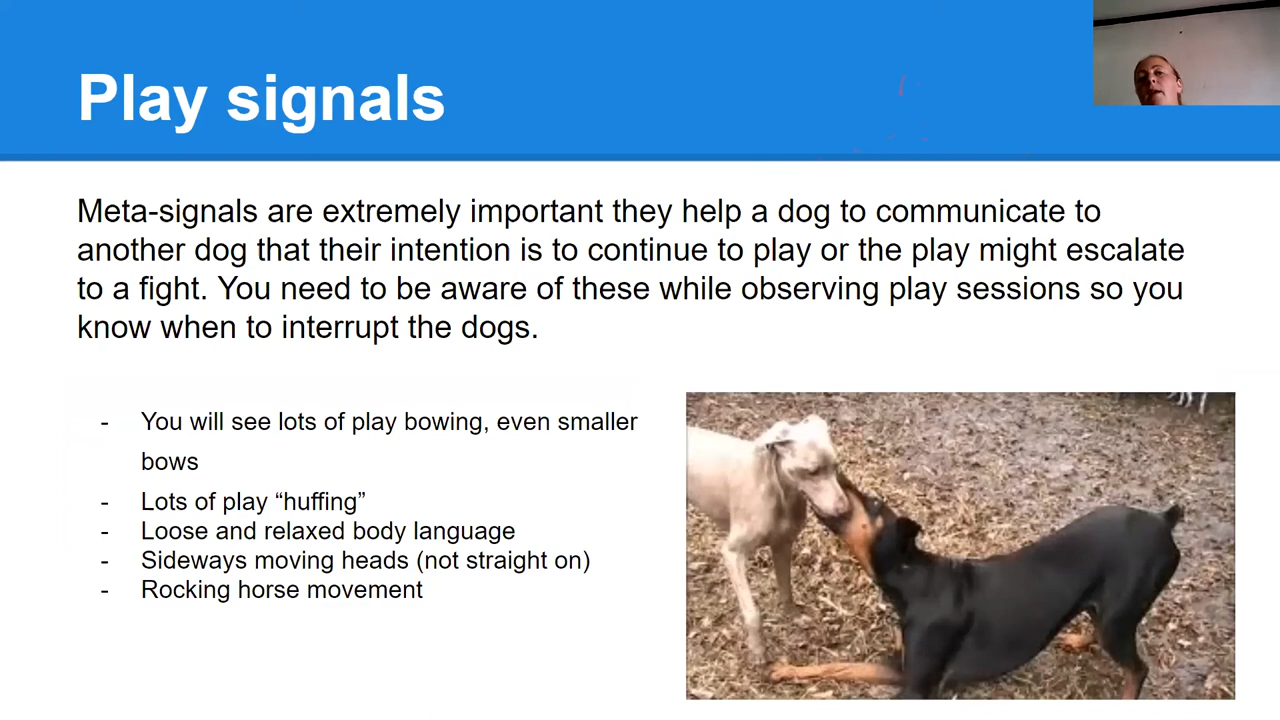 Play signals
Meta-signals are extremely important they help a dog to communicate to
another dog that their intention is to continue to play or the play might escalate
to a fight. You need to be aware of these while observing play sessions so you
know when to interrupt the dogs.
- You will see lots of play bowing, even smaller
bows
- Lots of play “huffing”
- Loose and relaxed body language
- Sideways moving heads (not straight on)
- Rocking horse movement